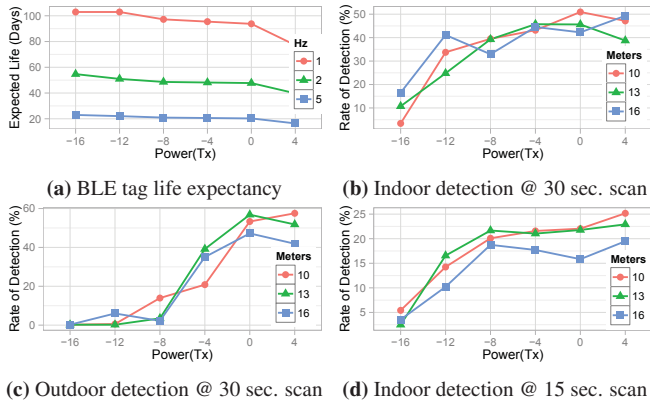 Expected Life (Days)
100
80
60
40
20
−16 −12 −8 −4 0 4
Power(Tx)
Hz
1
2
5
(a) BLE tag life expectancy
Rate of Detection (%)
50
40
30
20
10
−16 −12 −8 −4 0 4
Power(Tx)
Meters
10
13
16
(b) Indoor detection @ 30 sec. scan
Rate of Detection (%)
60
40
20
0
−16 −12 −8 −4 0 4
Power(Tx)
Meters
10
13
16
(c) Outdoor detection @ 30 sec. scan
Rate of Detection (%)
25
20
15
10
5
−16 −12 −8 −4 0 4
Power(Tx)
Meters
10
13
16
(d) Indoor detection @ 15 sec. scan